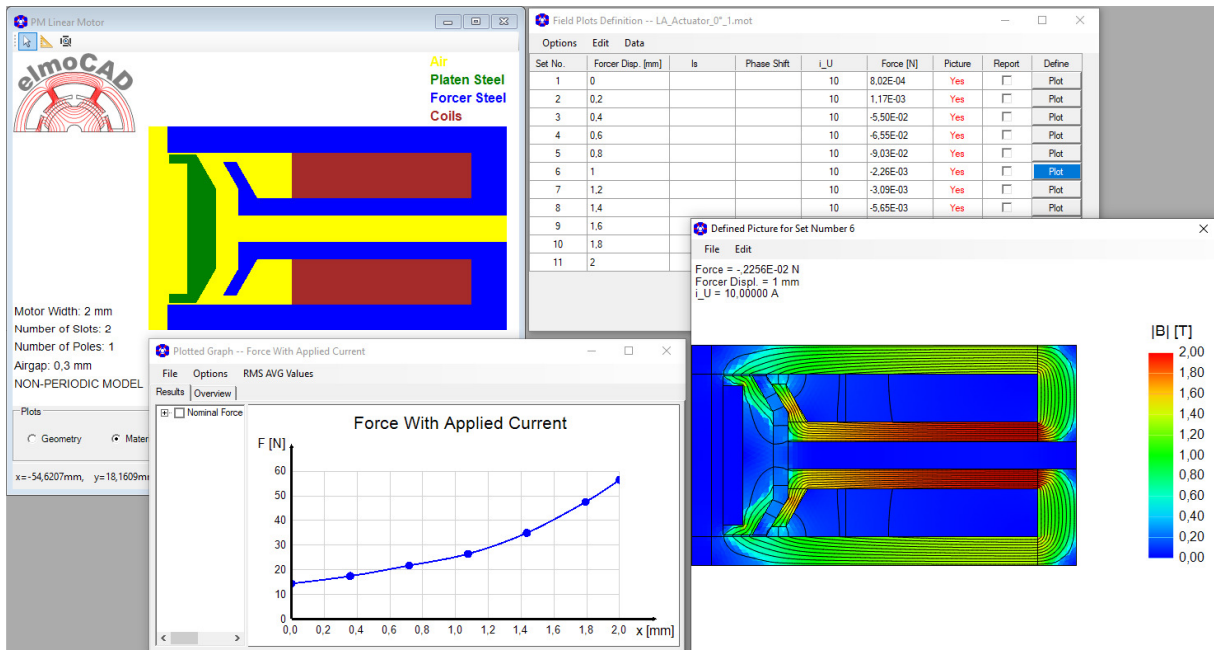 PM Linear Motor
elmoCAD
Air
Platen Steel
Forcer Steel
Coils
Motor Width: 2 mm
Number of Slots: 2
Number of Poles: 1
Airgap: 0,3 mm
NON-PERIODIC MODEL
Plots
Geometry Mater
x=-54,6207mm, y=18,1609m
Field Plots Definition -- LA_Actuator_0°_1.mot
Options Edit Data
Set No. Forcer Disp. [mm] Is Phase Shift i_U Force [N] Picture Report Define
1 0 10 8,02E-04 Yes Plot
2 0,2 10 1,17E-03 Yes Plot
3 0,4 10 -5,50E-02 Yes Plot
4 0,6 10 -6,55E-02 Yes Plot
5 0,8 10 -9,03E-02 Yes Plot
6 1 10 -2,26E-03 Yes Plot
7 1,2 10 -3,09E-03 Yes Plot
8 1,4 10 -5,65E-03 Yes Plot
9 1,6
10 1,8
11 2
Plotted Graph -- Force With Applied Current
File Options RMS AVG Values
Results Overview
Nominal Force
Force With Applied Current
F [N]
60
50
40
30
20
10
0
0,0 0,2 0,4 0,6 0,8 1,0 1,2 1,4 1,6 1,8 2,0 x [mm]
Defined Picture for Set Number 6
File Edit
Force = -,2256E-02 N
Forcer Displ. = 1 mm
i_U = 10,00000 A
|B| [T]
2,00
1,80
1,60
1,40
1,20
1,00
0,80
0,60
0,40
0,20
0,00